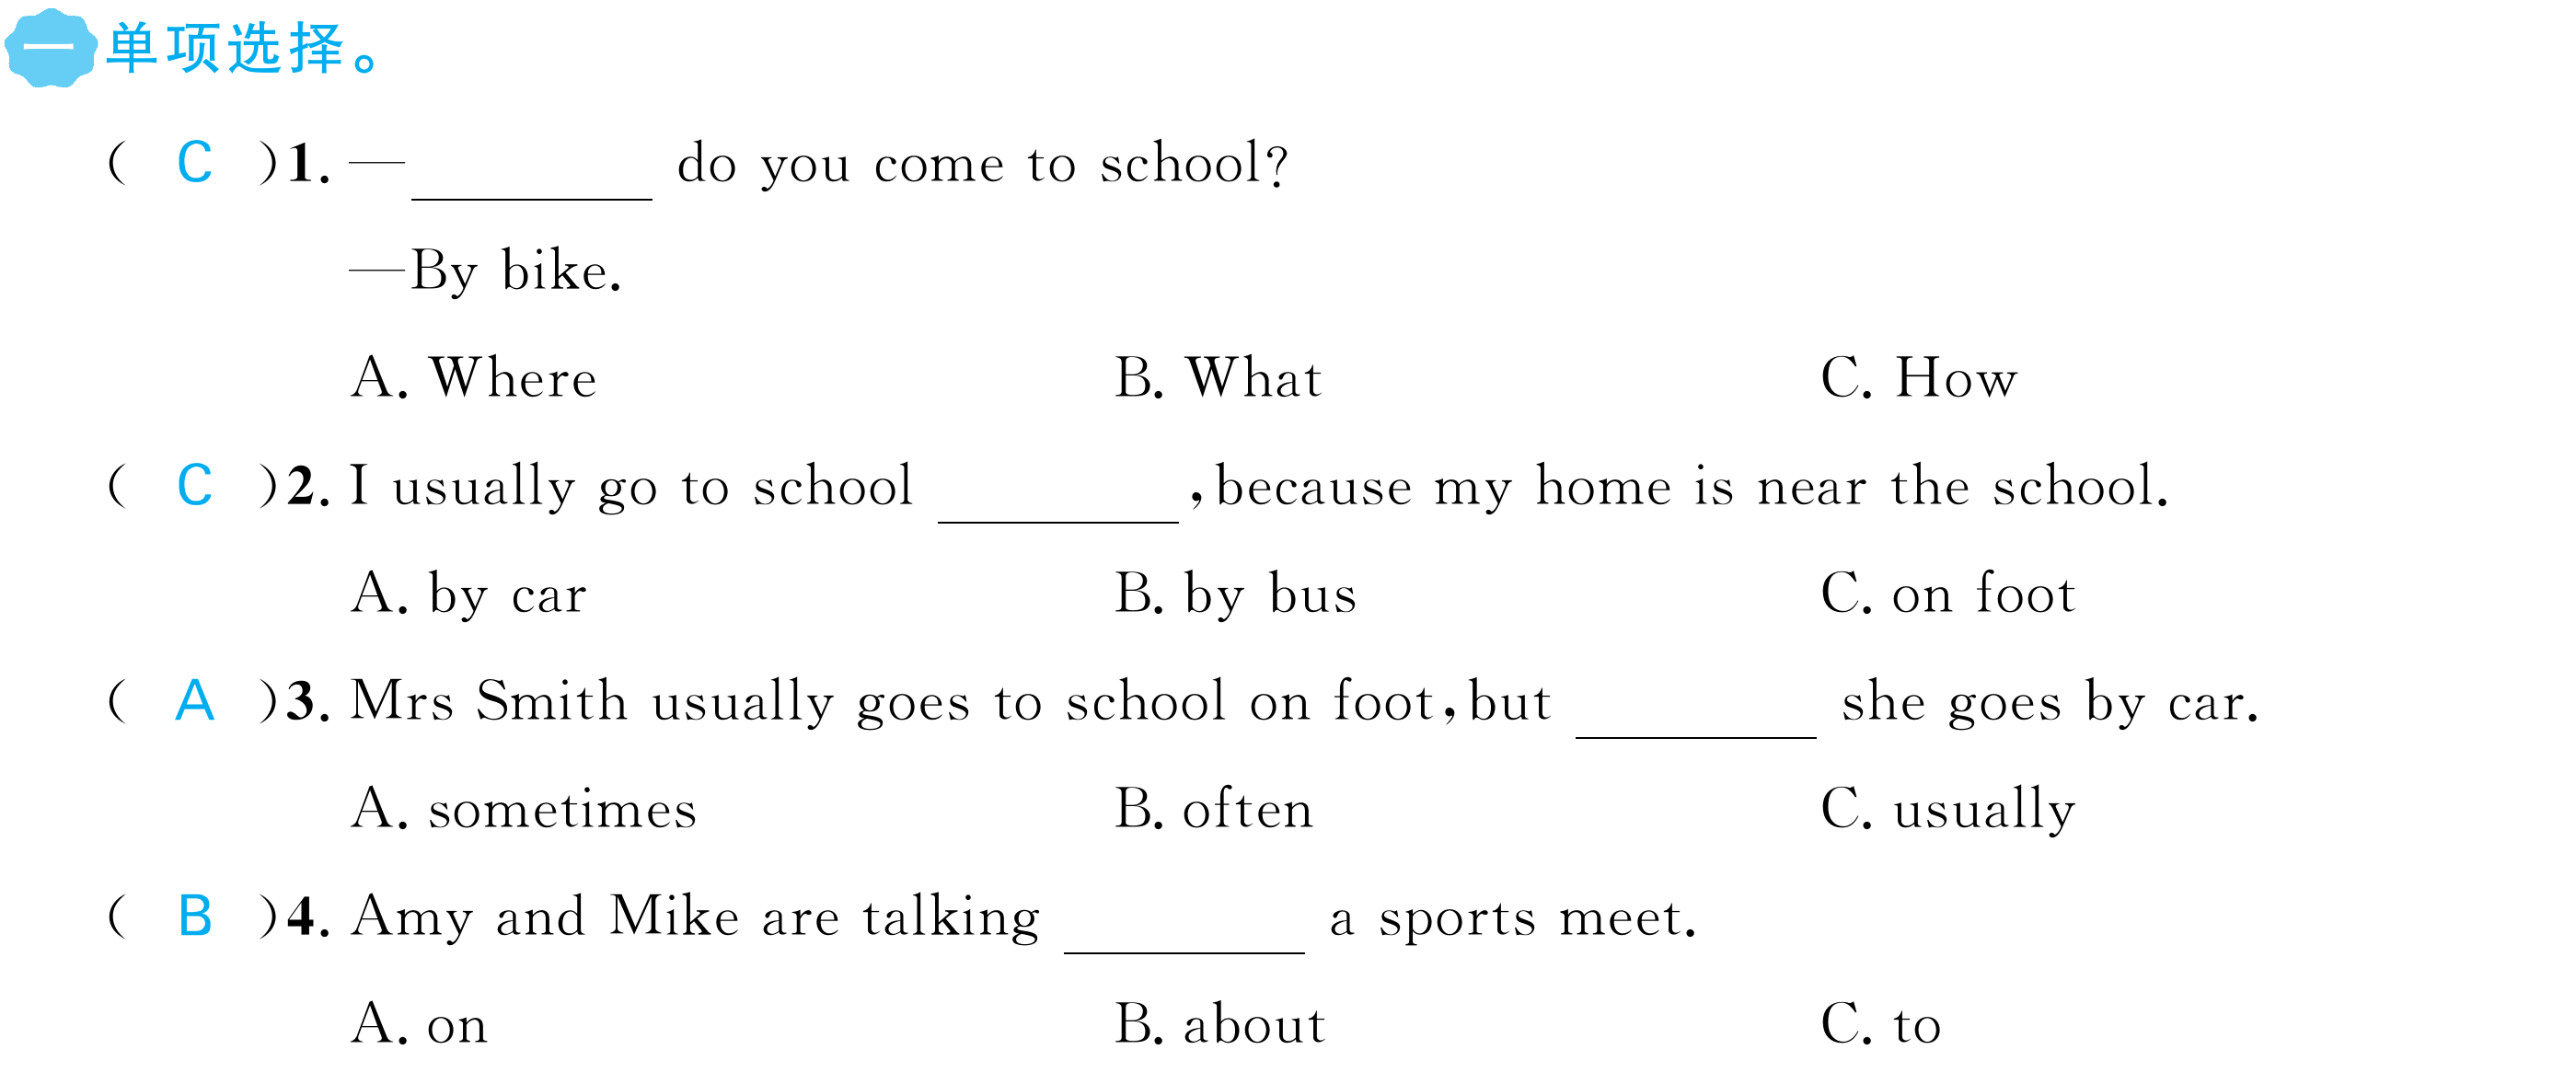 一 单项选择。
( C )1. —________ do you come to school?
—By bike.
A. Where B. What C. How
( C )2. I usually go to school ________,because my home is near the school.
A. by car B. by bus C. on foot
( A )3. Mrs Smith usually goes to school on foot,but ________ she goes by car.
A. sometimes B. often C. usually
( B )4. Amy and Mike are talking ________ a sports meet.
A. on B. about C. to